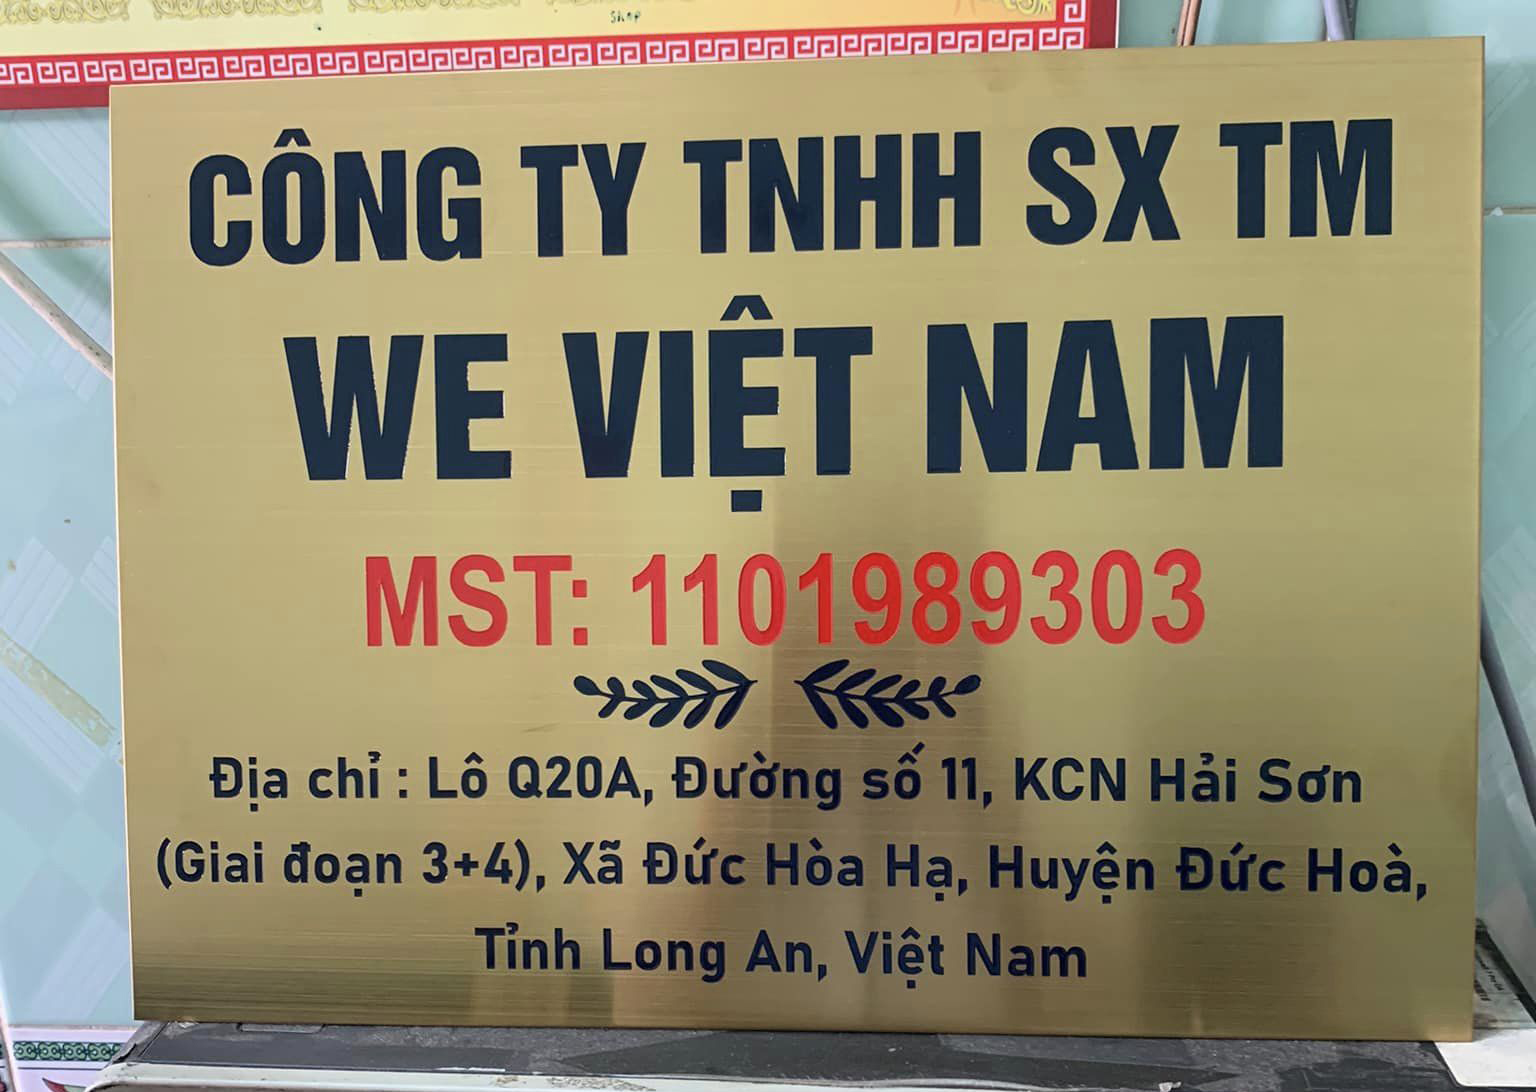 Shop
CÔNG TY TNHH SX TM
WE VIỆT NAM
MST: 1101989303
Địa chỉ : Lô Q20A, Đường số 11, KCN Hải Sơn
(Giai đoạn 3+4), Xã Đức Hòa Hạ, Huyện Đức Hoà,
Tỉnh Long An, Việt Nam